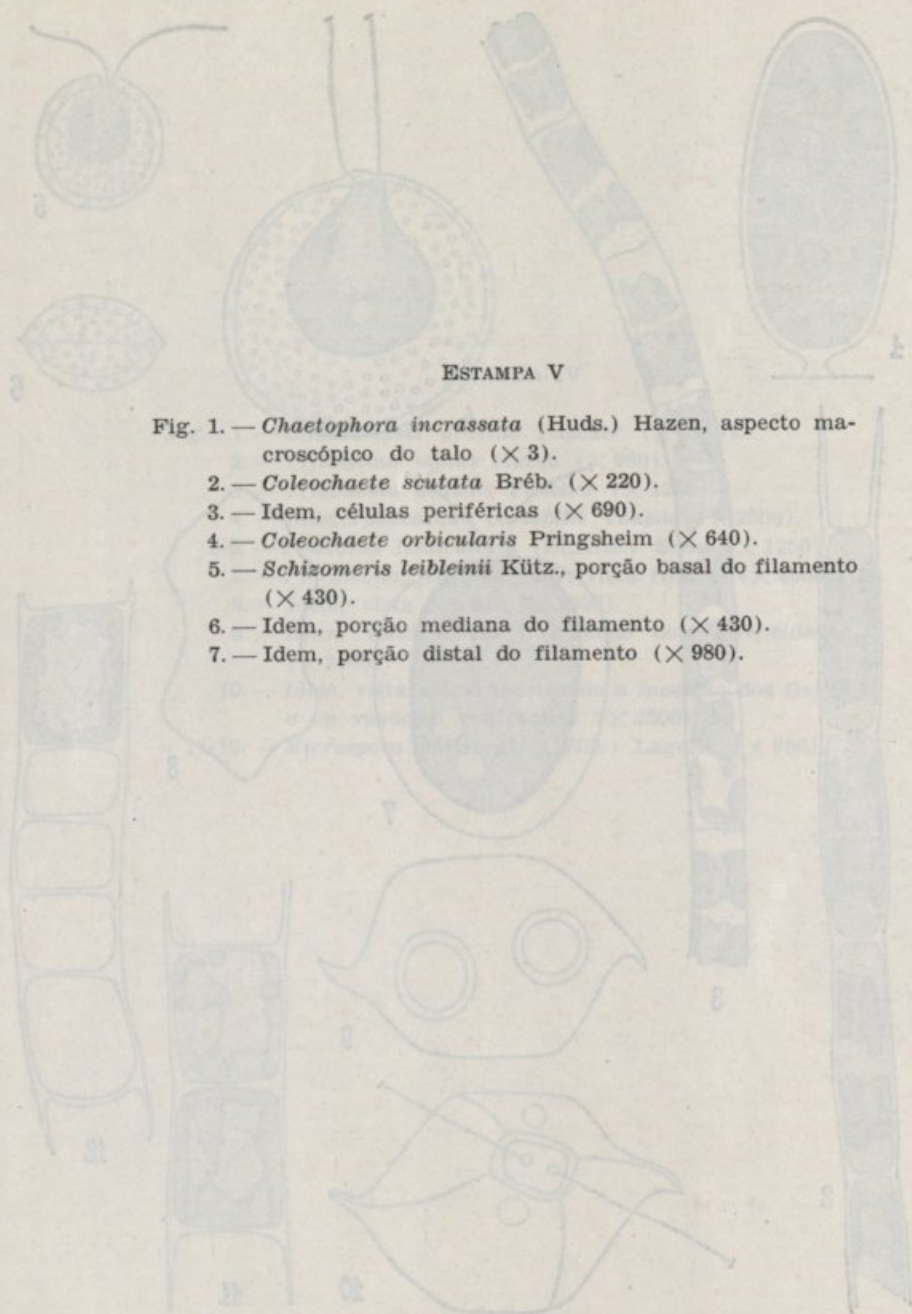 ESTAMPA V
Fig. 1. — Chaetophora incrassata (Huds.) Hazen, aspecto ma-
croscópico do talo (× 3).
2. — Coleochaete scutata Bréb. (× 220).
3. — Idem, células periféricas (× 690).
4. — Coleochaete orbicularis Pringsheim (× 640).
5. — Schizomeris leibleinii Kütz., porção basal do filamento
(× 430).
6. — Idem, porção mediana do filamento (× 430).
7. — Idem, porção distal do filamento (× 980).